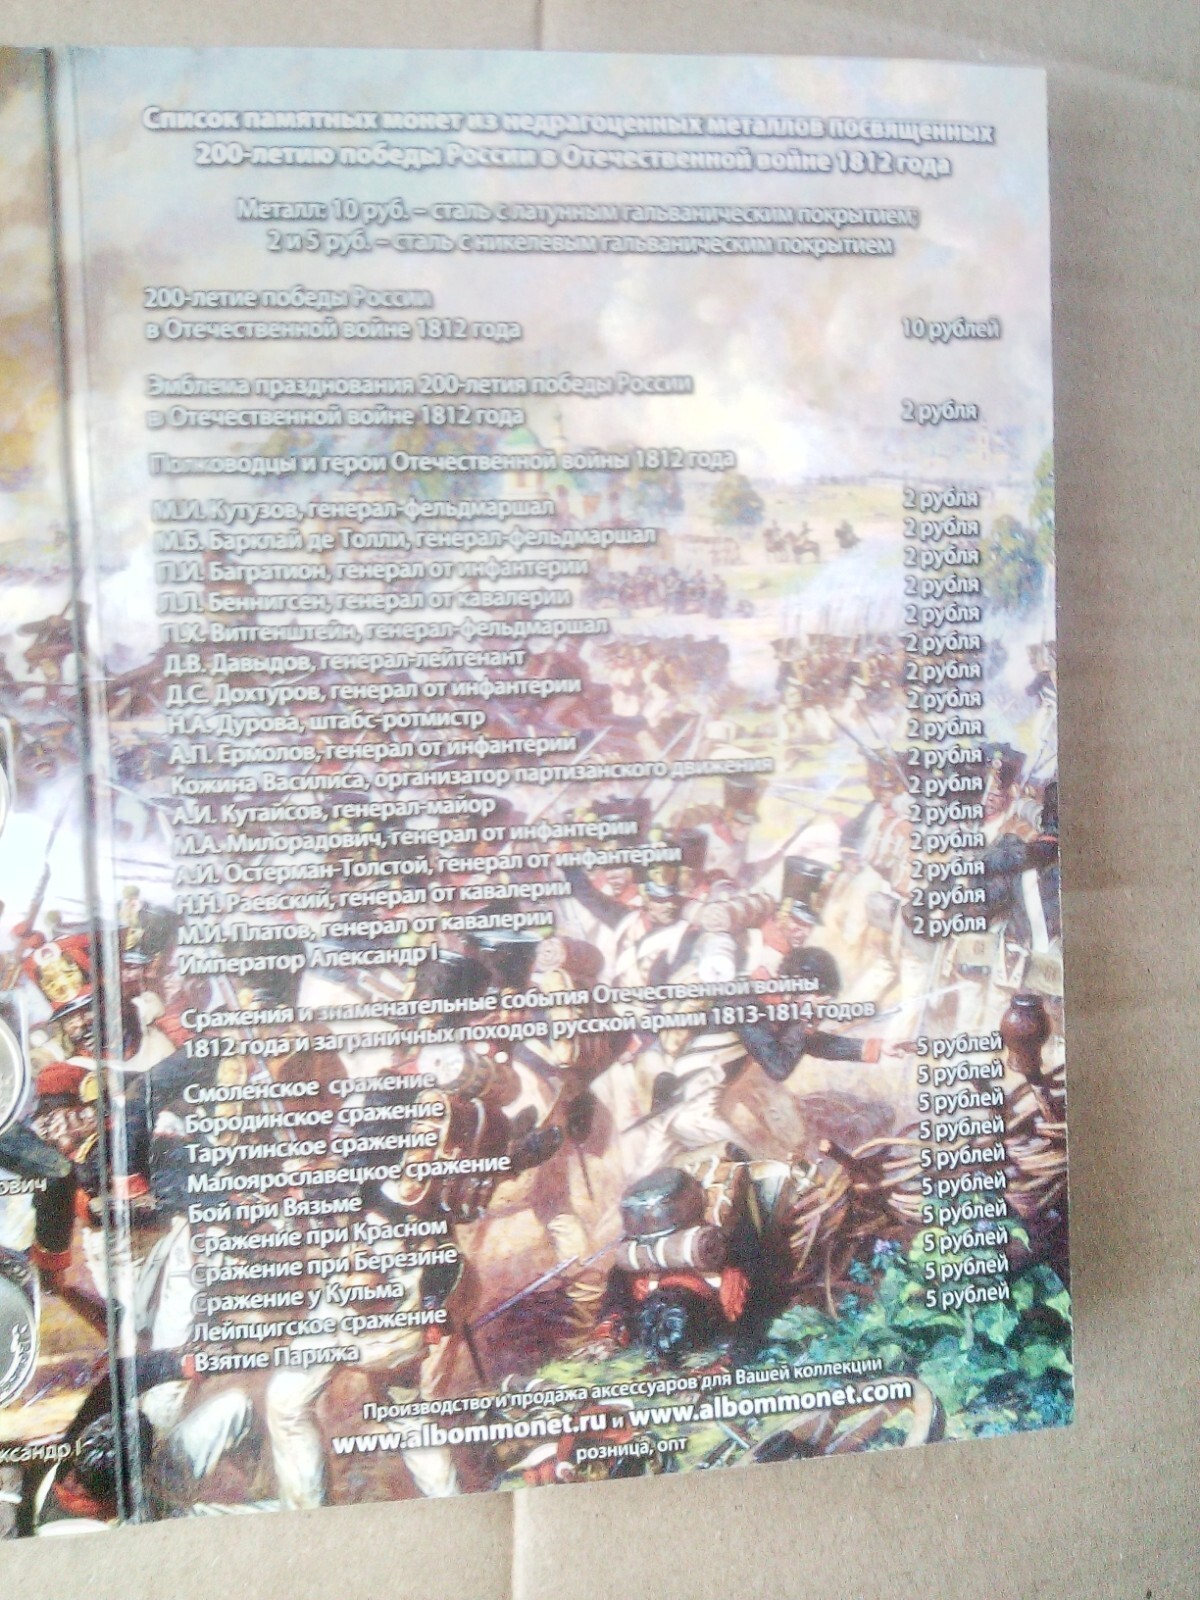 Список памятных монет из недрагоценных металлов посвященных
200-летию победы России в Отечественной войне 1812 года
Металл: 10 руб. – сталь с латунным гальваническим покрытием;
2 и 5 руб. – сталь с никелевым гальваническим покрытием
200-летие победы России
в Отечественной войне 1812 года 10 рублей
Эмблема празднования 200-летия победы России
в Отечественной войне 1812 года 2 рубля
Полководцы и герои Отечественной войны 1812 года
М.И. Кутузов, генерал-фельдмаршал 2 рубля
М.Б. Барклай де Толли, генерал-фельдмаршал 2 рубля
П.И. Багратион, генерал от инфантерии 2 рубля
Л.Л. Беннигсен, генерал от кавалерии 2 рубля
П.Х. Витгенштейн, генерал-фельдмаршал 2 рубля
Д.В. Давыдов, генерал-лейтенант 2 рубля
Д.С. Дохтуров, генерал от инфантерии 2 рубля
Н.А. Дурова, штабс-ротмистр 2 рубля
А.П. Ермолов, генерал от инфантерии 2 рубля
Кожина Василиса, организатор партизанского движения 2 рубля
А.И. Кутайсов, генерал-майор 2 рубля
М.А. Милорадович, генерал от инфантерии 2 рубля
А.И. Остерман-Толстой, генерал от инфантерии 2 рубля
Н.Н. Раевский, генерал от кавалерии 2 рубля
М.И. Платов, генерал от кавалерии 2 рубля
Император Александр I 2 рубля
Сражения и знаменательные события Отечественной войны
1812 года и заграничных походов русской армии 1813-1814 годов
Смоленское сражение 5 рублей
Бородинское сражение 5 рублей
Тарутинское сражение 5 рублей
Малоярославецкое сражение 5 рублей
Бой при Вязьме 5 рублей
Сражение при Красном 5 рублей
Сражение при Березине 5 рублей
Сражение у Кульма 5 рублей
Лейпцигское сражение 5 рублей
Взятие Парижа 5 рублей
Производство и продажа аксессуаров для Вашей коллекции
www.albommonet.ru и www.albommonet.com
розница, опт
ович
ксандр I